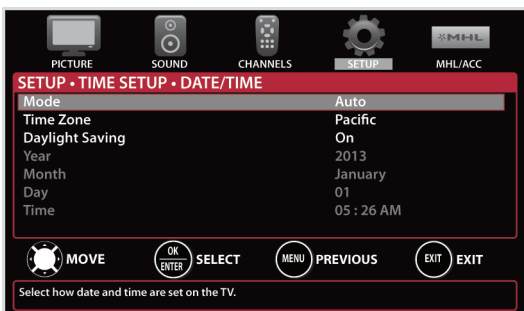 MHL
PICTURE SOUND CHANNELS SETUP MHL/ACC
SETUP • TIME SETUP • DATE/TIME
Mode Auto
Time Zone Pacific
Daylight Saving On
Year 2013
Month January
Day 01
Time 05 : 26 AM
MOVE OK/ENTER SELECT MENU PREVIOUS EXIT EXIT
Select how date and time are set on the TV.